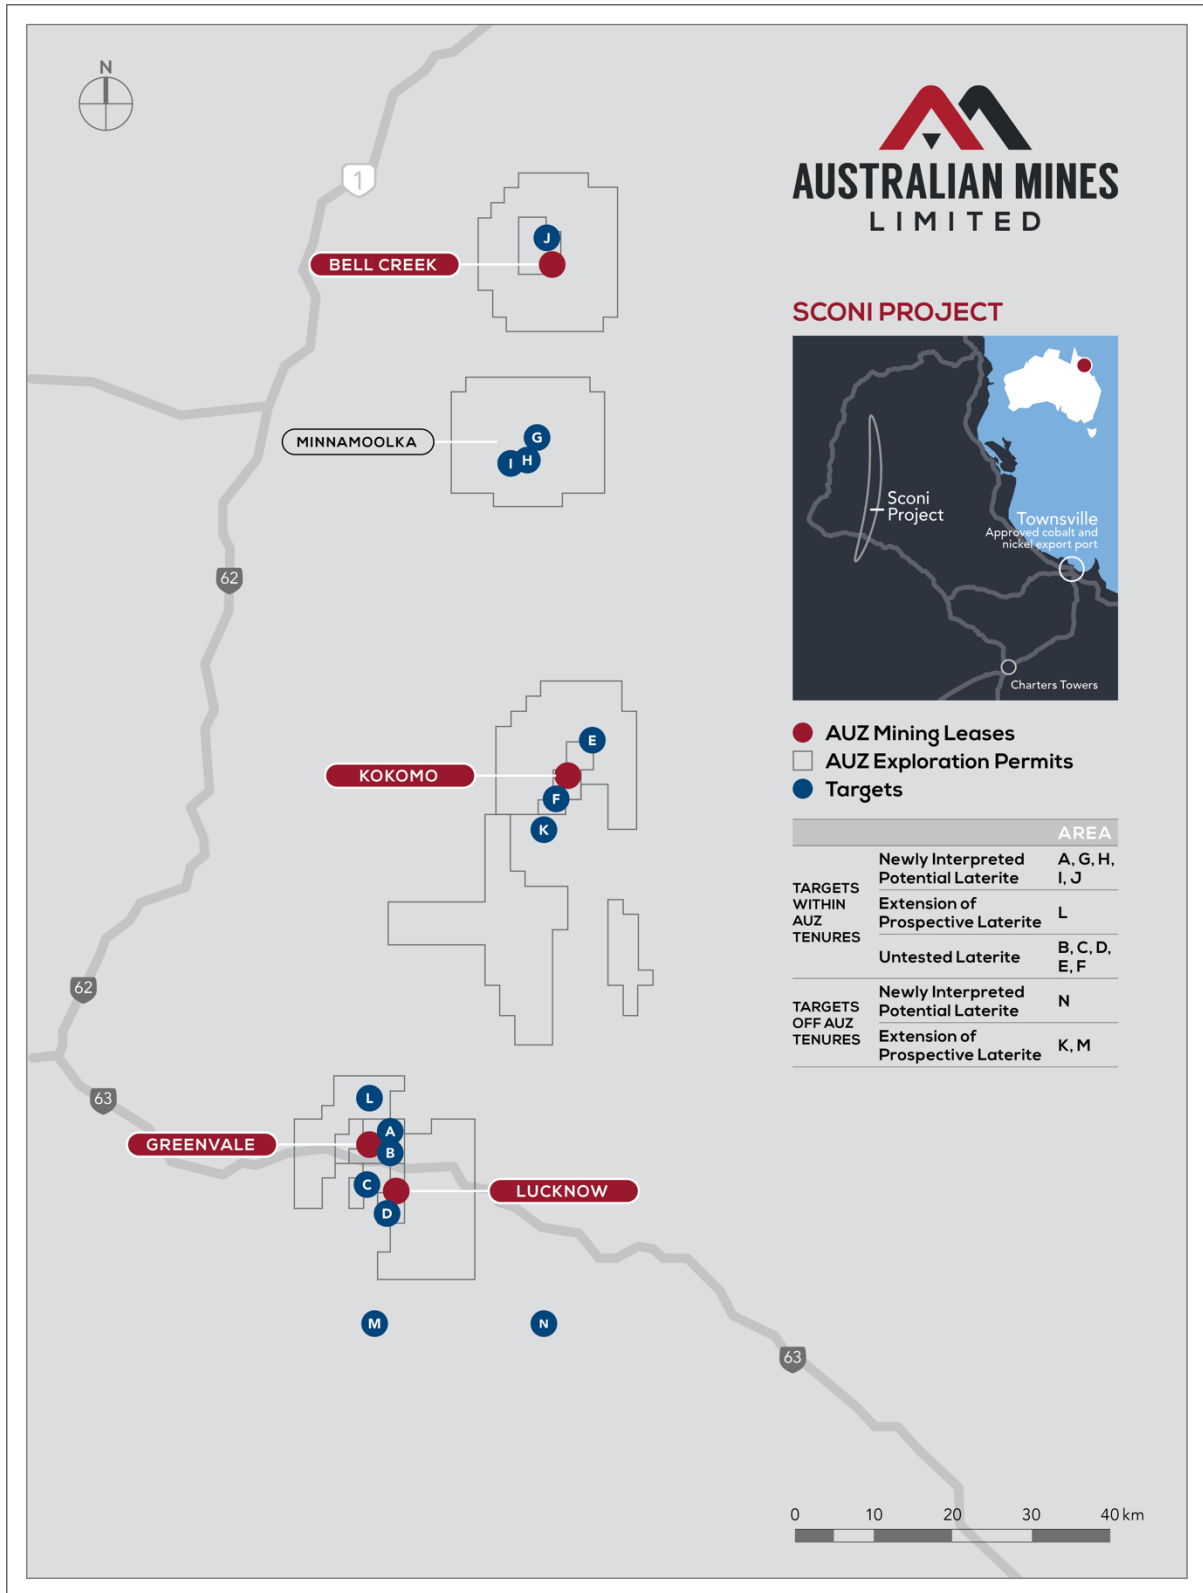 N
1
AUSTRALIAN MINES
LIMITED
J
BELL CREEK
SCONI PROJECT
MINNAMOOLKA
G
H
I
Sconi
Project
Townsville
Approved cobalt and
nickel export port
Charters Towers
62
E
KOKOMO
F
K
AUZ Mining Leases
AUZ Exploration Permits
Targets
AREA
TARGETS
WITHIN
AUZ
TENURES
Newly Interpreted
Potential Laterite
A, G, H,
I, J
Extension of
Prospective Laterite
L
Untested Laterite
B, C, D,
E, F
TARGETS
OFF AUZ
TENURES
Newly Interpreted
Potential Laterite
N
Extension of
Prospective Laterite
K, M
62
63
L
A
GREENVALE
B
C
LUCKNOW
D
M
N
63
0 10 20 30 40 km